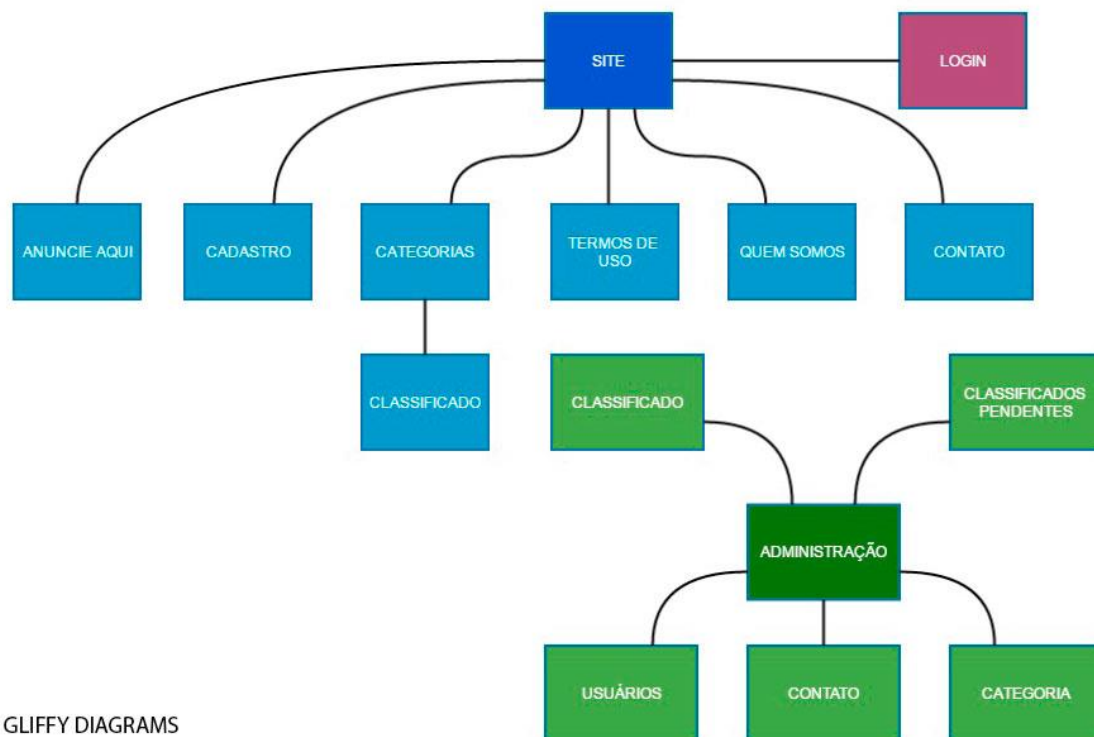 SITE
LOGIN
ANUNCIE AQUI
CADASTRO
CATEGORIAS
TERMOS DE
USO
QUEM SOMOS
CONTATO
CLASSIFICADO
CLASSIFICADO
CLASSIFICADOS
PENDENTES
ADMINISTRAÇÃO
USUÁRIOS
CONTATO
CATEGORIA
GLIFFY DIAGRAMS